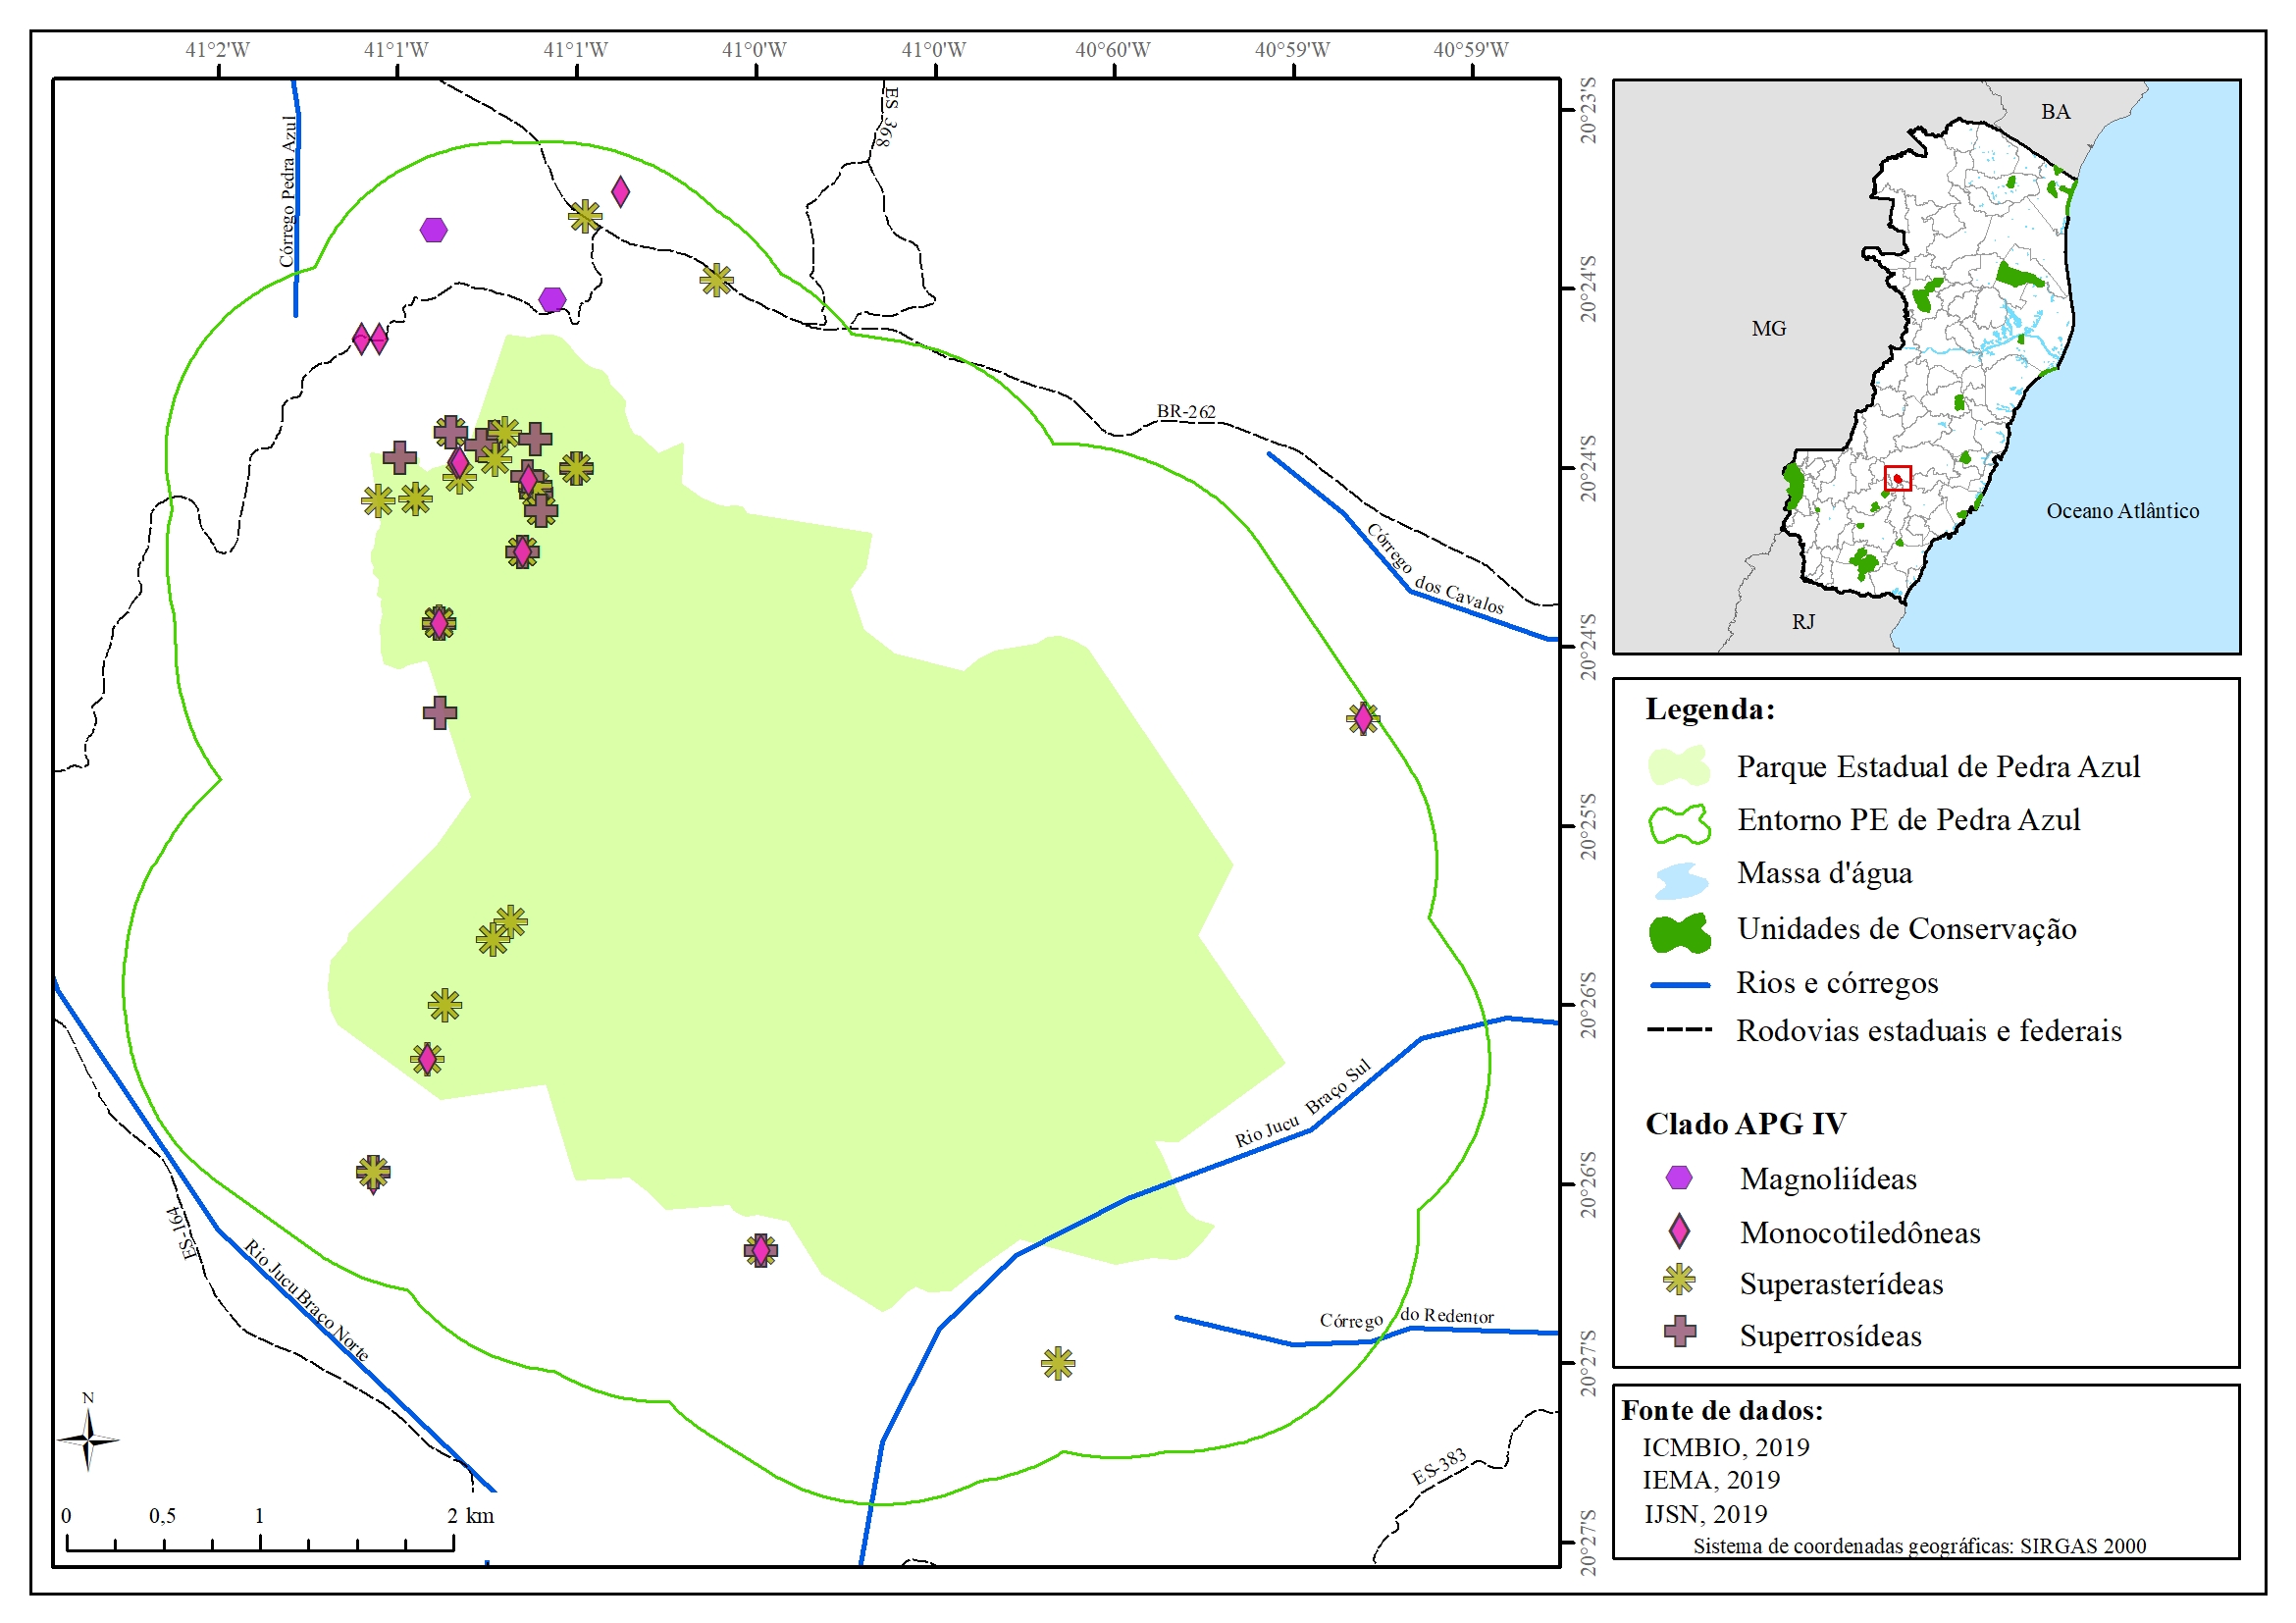 41°2'W
41°1'W
41°1'W
41°0'W
41°0'W
40°60'W
40°59'W
40°59'W
20°23'S
20°24'S
20°24'S
20°24'S
20°25'S
20°26'S
20°26'S
20°27'S
20°27'S
Córrego Pedra Azul
ES 368
BR-262
Córrego dos Cavalos
Rio Jucu Braço Sul
Córrego do Redentor
ES-164
Rio Jucu Braço Norte
ES-383
N
0 0,5 1 2 km
BA
MG
Oceano Atlântico
RJ
Legenda:
Parque Estadual de Pedra Azul
Entorno PE de Pedra Azul
Massa d'água
Unidades de Conservação
Rios e córregos
Rodovias estaduais e federais
Clado APG IV
Magnoliídeas
Monocotiledôneas
Superasterídeas
Superrosídeas
Fonte de dados:
ICMBIO, 2019
IEMA, 2019
IJSN, 2019
Sistema de coordenadas geográficas: SIRGAS 2000